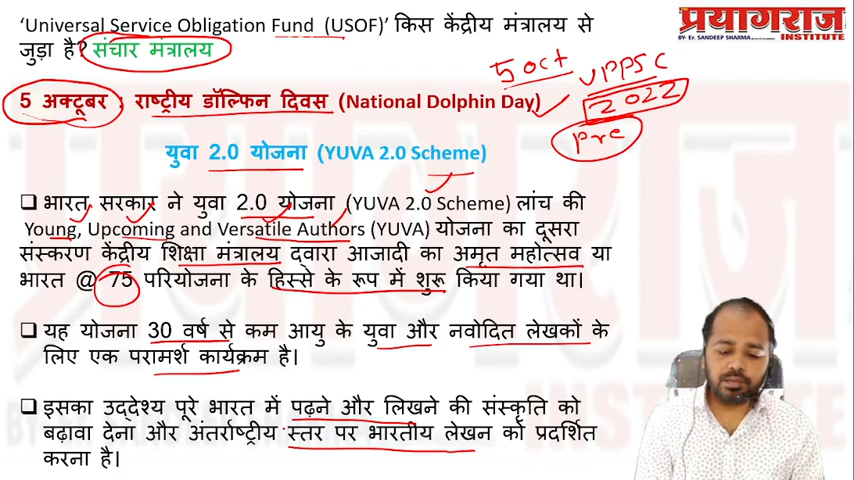 ‘Universal Service Obligation Fund (USOF)’ किस केंद्रीय मंत्रालय से
जुड़ा है? संचार मंत्रालय
प्रयागराज
INSTITUTE
BY- Er. SANDEEP SHARMA
5 oct
UPPSC
2022
pre
5 अक्टूबर : राष्ट्रीय डॉल्फिन दिवस (National Dolphin Day)
युवा 2.0 योजना (YUVA 2.0 Scheme)
❑ भारत सरकार ने युवा 2.0 योजना (YUVA 2.0 Scheme) लांच की
Young, Upcoming and Versatile Authors (YUVA) योजना का दूसरा
संस्करण केंद्रीय शिक्षा मंत्रालय द्वारा आजादी का अमृत महोत्सव या
भारत @ 75 परियोजना के हिस्से के रूप में शुरू किया गया था।
❑ यह योजना 30 वर्ष से कम आयु के युवा और नवोदित लेखकों के
लिए एक परामर्श कार्यक्रम है।
❑ इसका उद्देश्य पूरे भारत में पढ़ने और लिखने की संस्कृति को
बढ़ावा देना और अंतर्राष्ट्रीय स्तर पर भारतीय लेखन को प्रदर्शित
करना है।